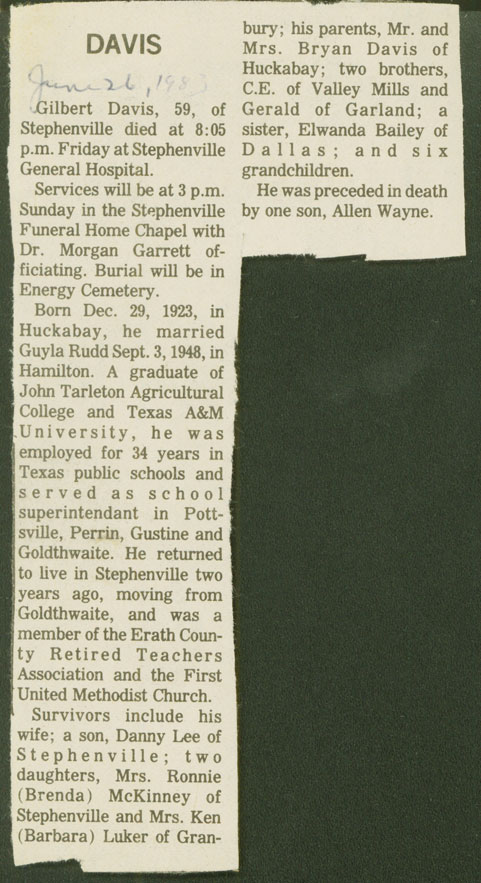 DAVIS
June 26, 1983
Gilbert Davis, 59, of
Stephenville died at 8:05
p.m. Friday at Stephenville
General Hospital.
Services will be at 3 p.m.
Sunday in the Stephenville
Funeral Home Chapel with
Dr. Morgan Garrett of-
ficiating. Burial will be in
Energy Cemetery.
Born Dec. 29, 1923, in
Huckabay, he married
Guyla Rudd Sept. 3, 1948, in
Hamilton. A graduate of
John Tarleton Agricultural
College and Texas A&M
University, he was
employed for 34 years in
Texas public schools and
served as school
superintendant in Pott-
sville, Perrin, Gustine and
Goldthwaite. He returned
to live in Stephenville two
years ago, moving from
Goldthwaite, and was a
member of the Erath Coun-
ty Retired Teachers
Association and the First
United Methodist Church.
Survivors include his
wife; a son, Danny Lee of
Stephenville; two
daughters, Mrs. Ronnie
(Brenda) McKinney of
Stephenville and Mrs. Ken
(Barbara) Luker of Gran-
bury; his parents, Mr. and
Mrs. Bryan Davis of
Huckabay; two brothers,
C.E. of Valley Mills and
Gerald of Garland; a
sister, Elwanda Bailey of
Dallas; and six
grandchildren.
He was preceded in death
by one son, Allen Wayne.